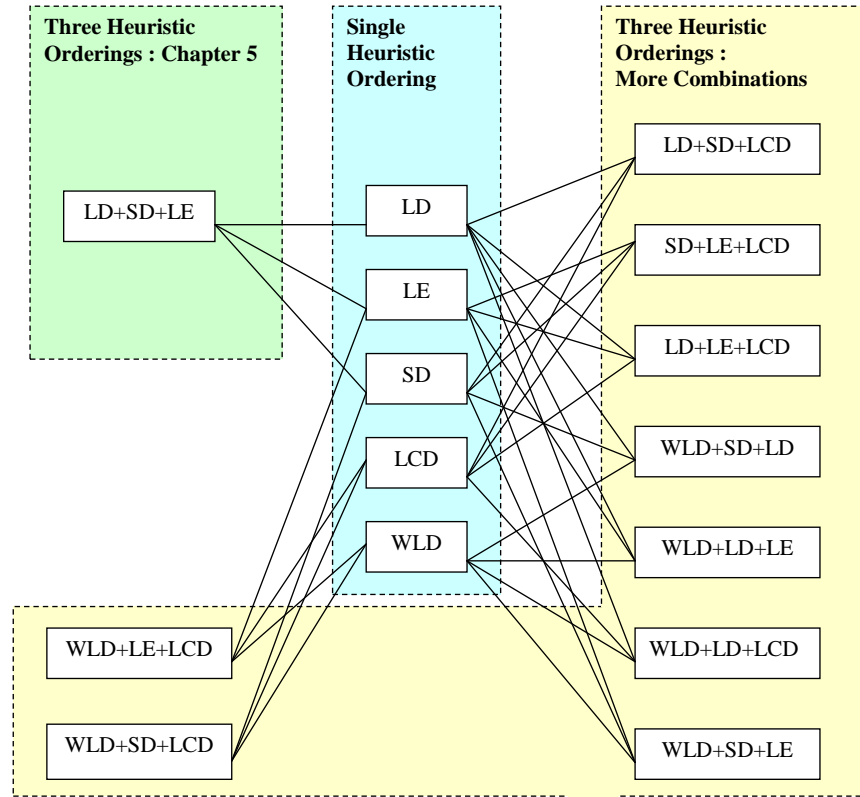 Three Heuristic
Orderings : Chapter 5
LD+SD+LE
Single
Heuristic
Ordering
LD
LE
SD
LCD
WLD
Three Heuristic
Orderings :
More Combinations
LD+SD+LCD
SD+LE+LCD
LD+LE+LCD
WLD+SD+LD
WLD+LD+LE
WLD+LD+LCD
WLD+SD+LE
WLD+LE+LCD
WLD+SD+LCD